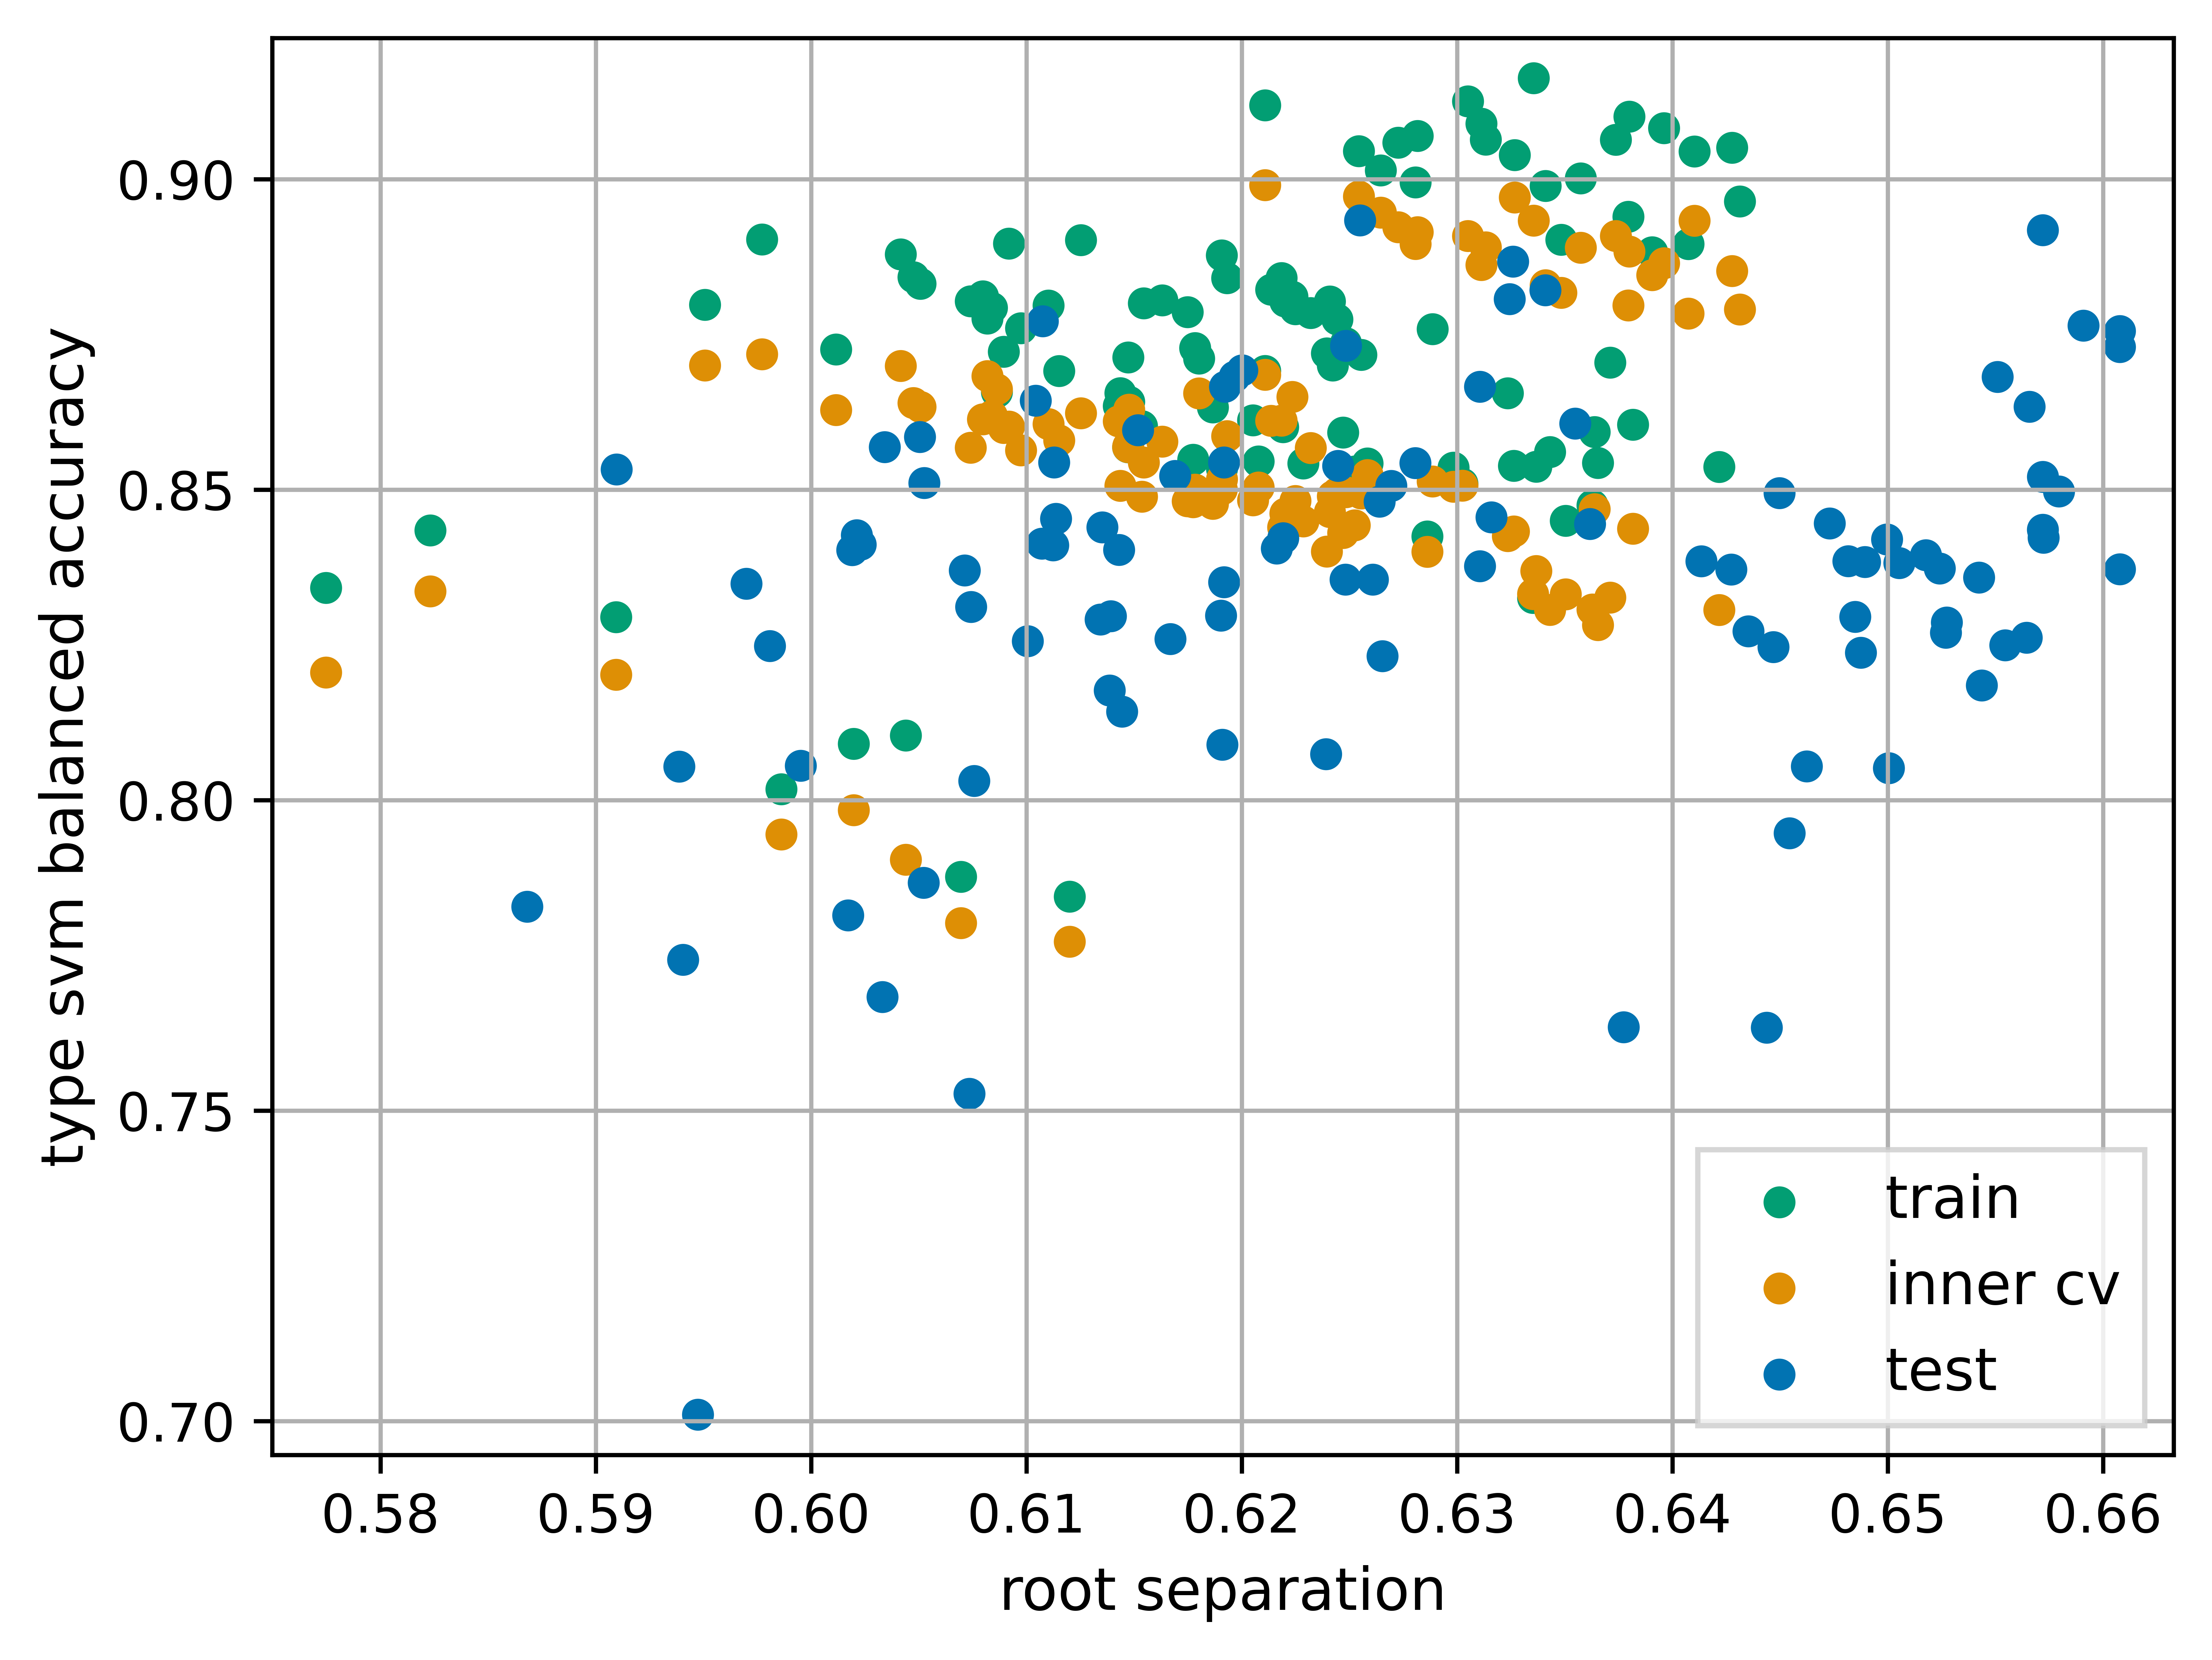 type svm balanced accuracy
0.90
0.85
0.80
0.75
0.70
train
inner cv
test
0.58 0.59 0.60 0.61 0.62 0.63 0.64 0.65 0.66
root separation